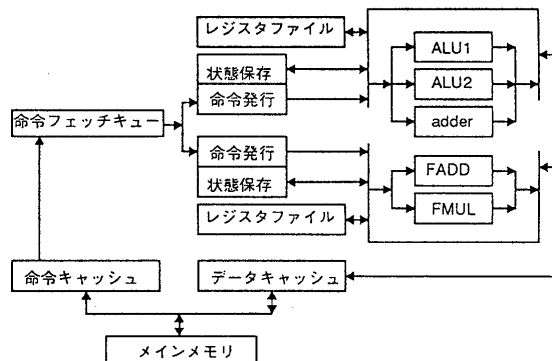 レジスタファイル
状態保存
命令発行
命令フェッチキュー
命令発行
状態保存
レジスタファイル
ALU1
ALU2
adder
FADD
FMUL
命令キャッシュ
データキャッシュ
メインメモリ